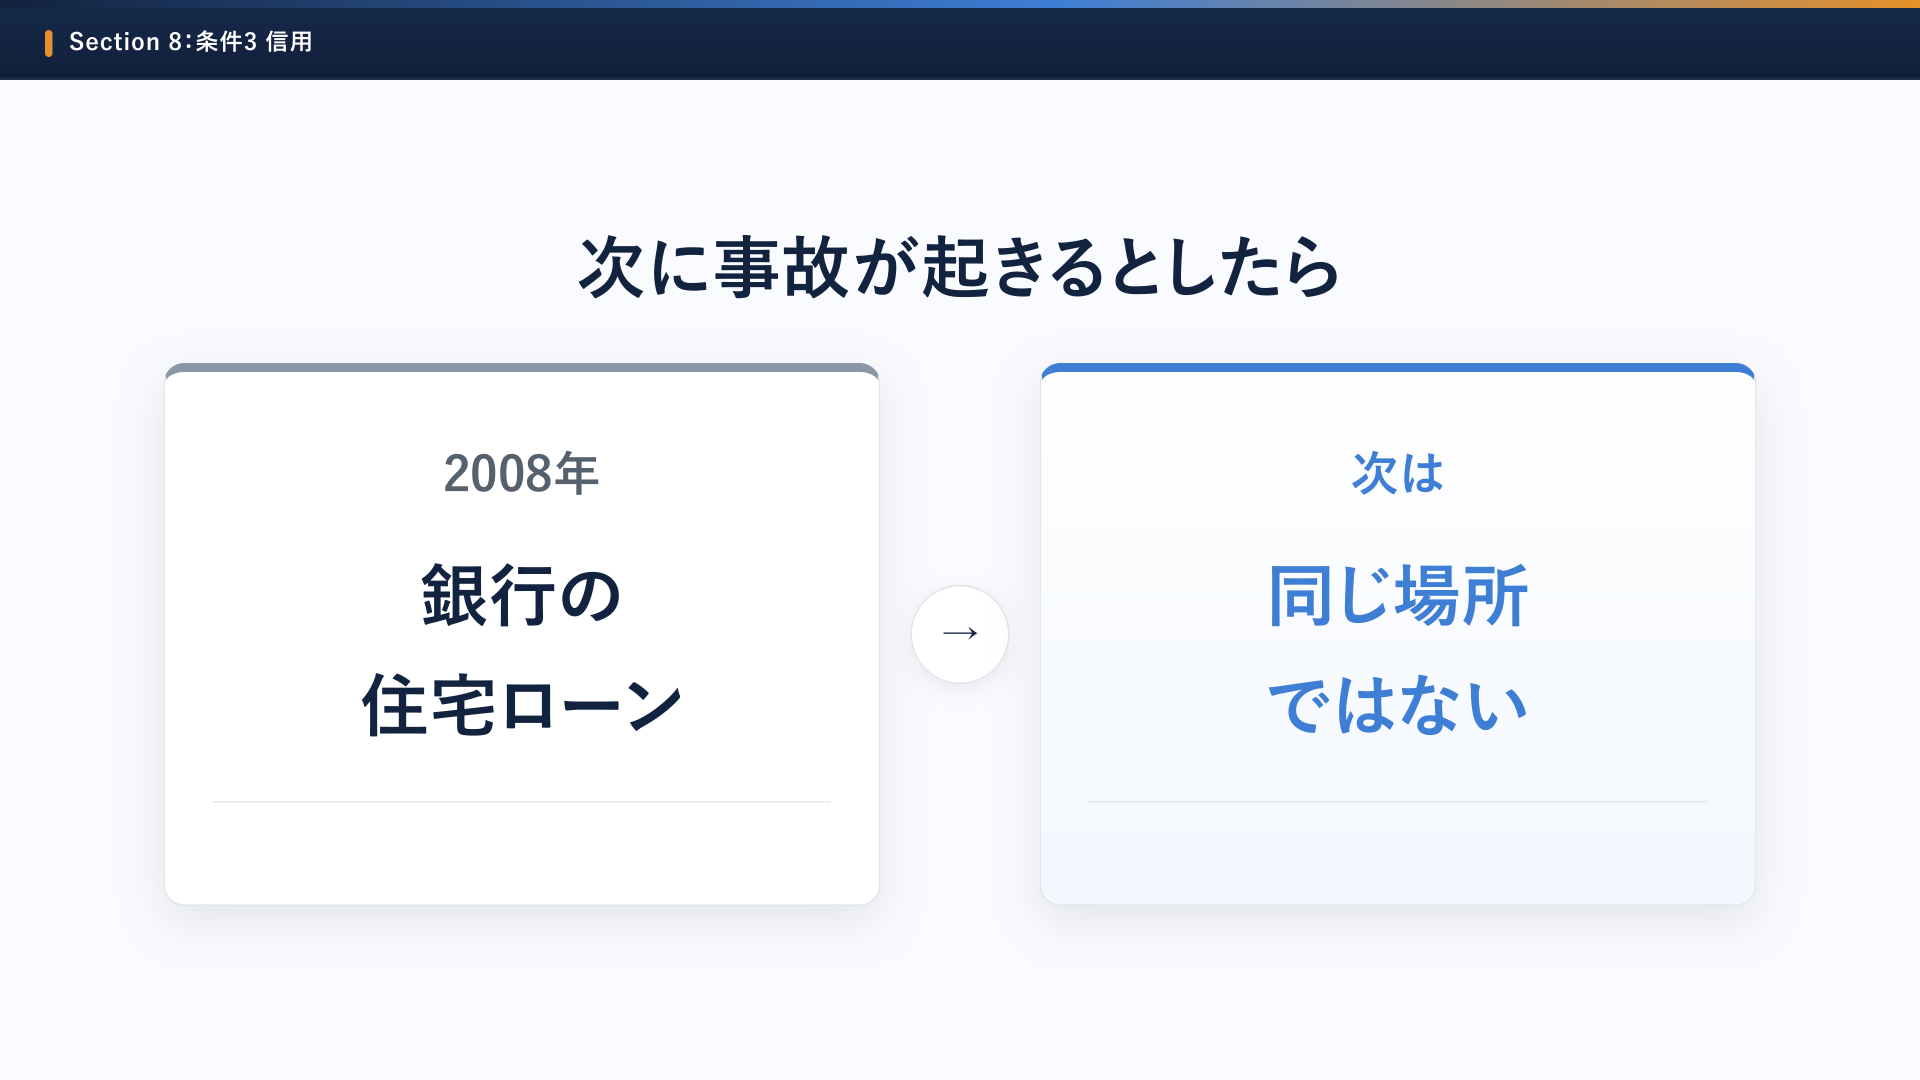 Section 8：条件3 信用
次に事故が起きるとしたら
2008年
銀行の
住宅ローン
→
次は
同じ場所
ではない